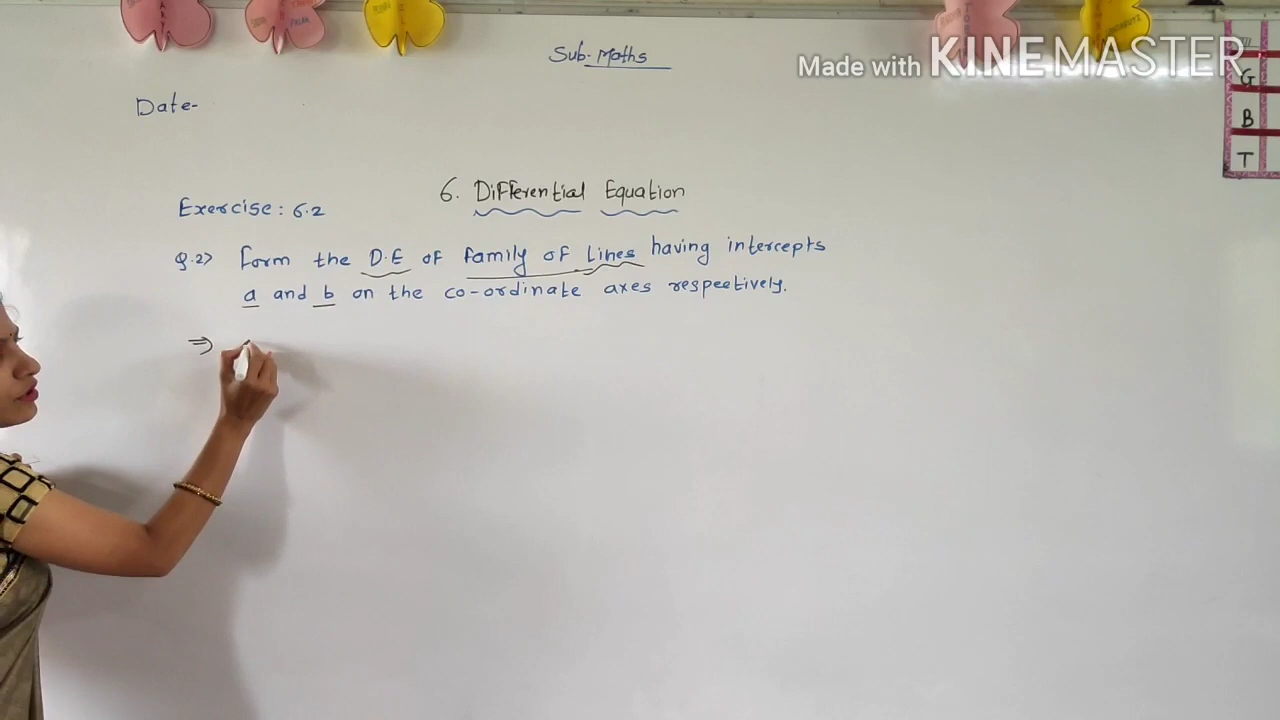 Sub- Maths
Made with KINEMASTER
Date-
G
B
T
6. Differential Equation
Exercise: 6.2
Q.2> form the D.E of family of lines having intercepts
a and b on the co-ordinate axes respectively.
⇒